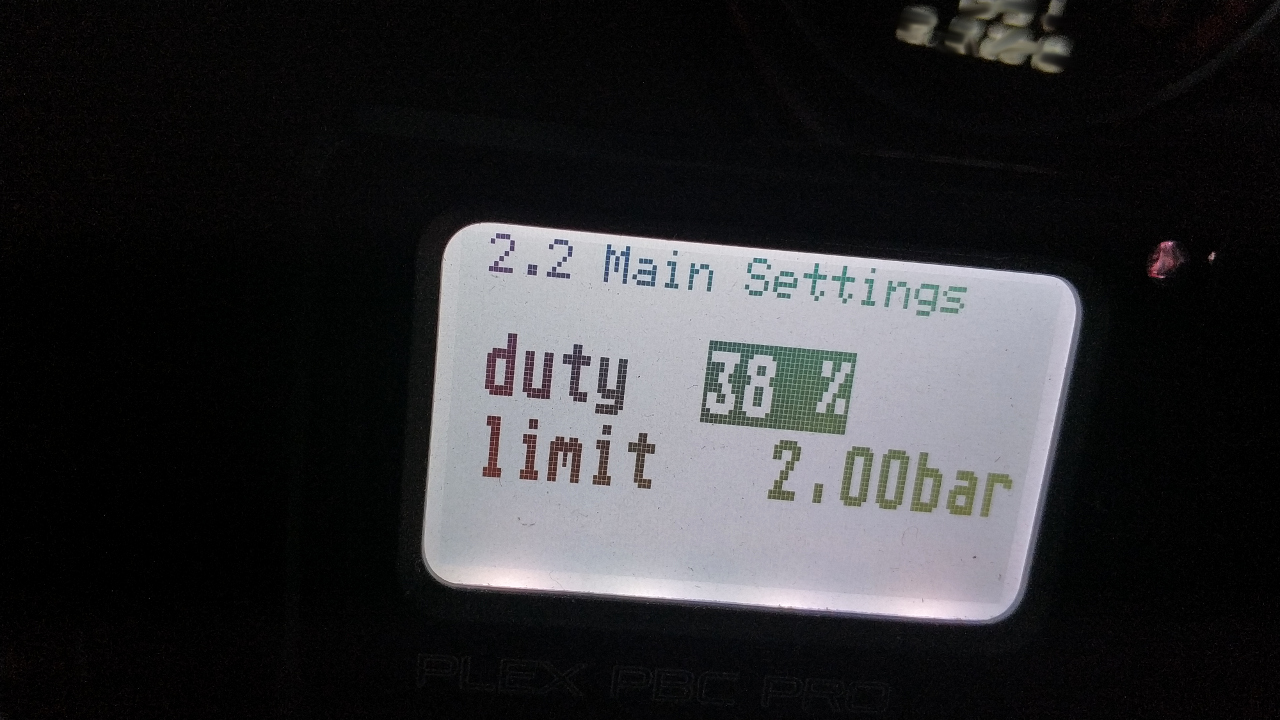 2.2 Main Settings
duty 38 %
limit 2.00bar
PLEX PBC PRO